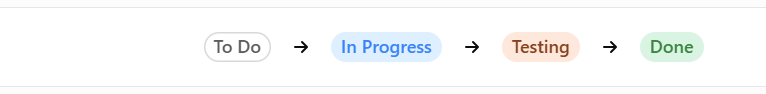 To Do → In Progress → Testing → Done